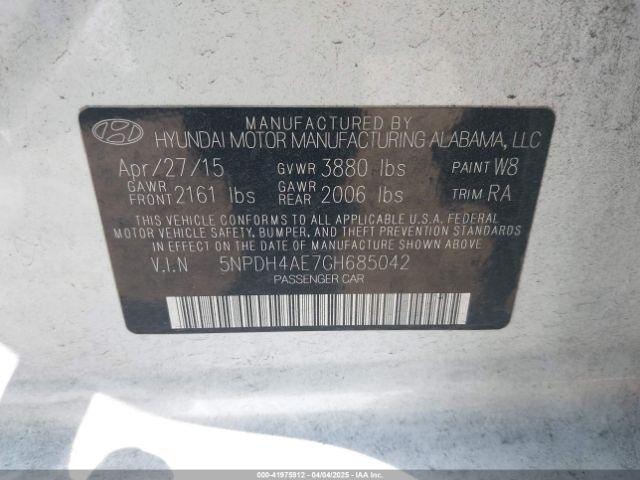 MANUFACTURED BY
HYUNDAI MOTOR MANUFACTURING ALABAMA, LLC
Apr/27/15 GVWR 3880 lbs PAINT W8
GAWR FRONT 2161 lbs GAWR REAR 2006 lbs TRIM RA
THIS VEHICLE CONFORMS TO ALL APPLICABLE U.S.A. FEDERAL
MOTOR VEHICLE SAFETY, BUMPER, AND THEFT PREVENTION STANDARDS
IN EFFECT ON THE DATE OF MANUFACTURE SHOWN ABOVE.
V.I.N 5NPDH4AE7GH685042
PASSENGER CAR
000-41975912 - 04/04/2025 - IAAI.COM